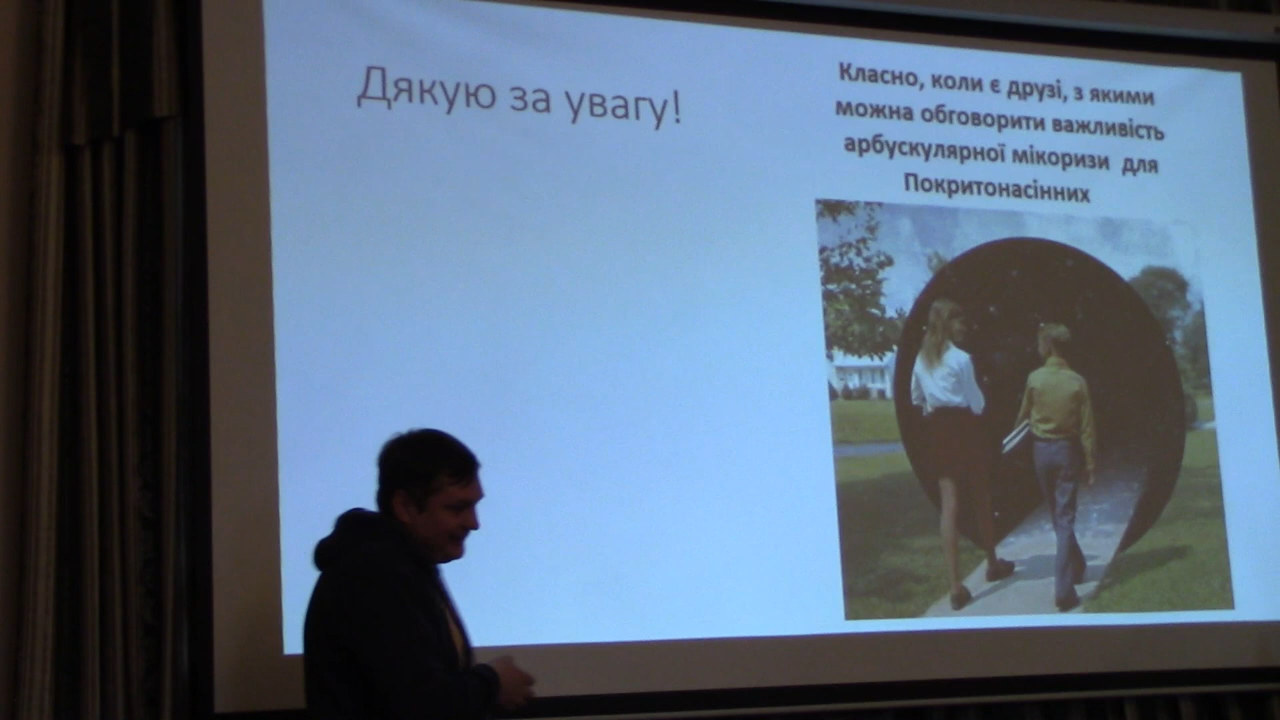 Дякую за увагу!
Класно, коли є друзі, з якими
можна обговорити важливість
арбускулярної мікоризи для
Покритонасінних